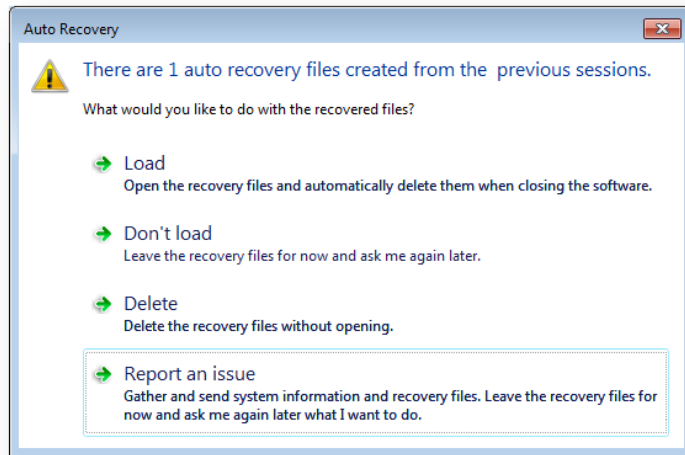 Auto Recovery
There are 1 auto recovery files created from the  previous sessions.
What would you like to do with the recovered files?
Load
Open the recovery files and automatically delete them when closing the software.
Don't load
Leave the recovery files for now and ask me again later.
Delete
Delete the recovery files without opening.
Report an issue
Gather and send system information and recovery files. Leave the recovery files for
now and ask me again later what I want to do.